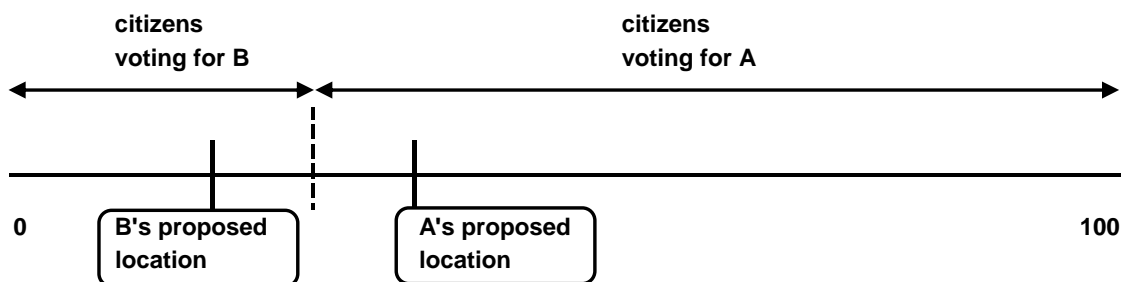 citizens
voting for B
citizens
voting for A
0
B's proposed
location
A's proposed
location
100